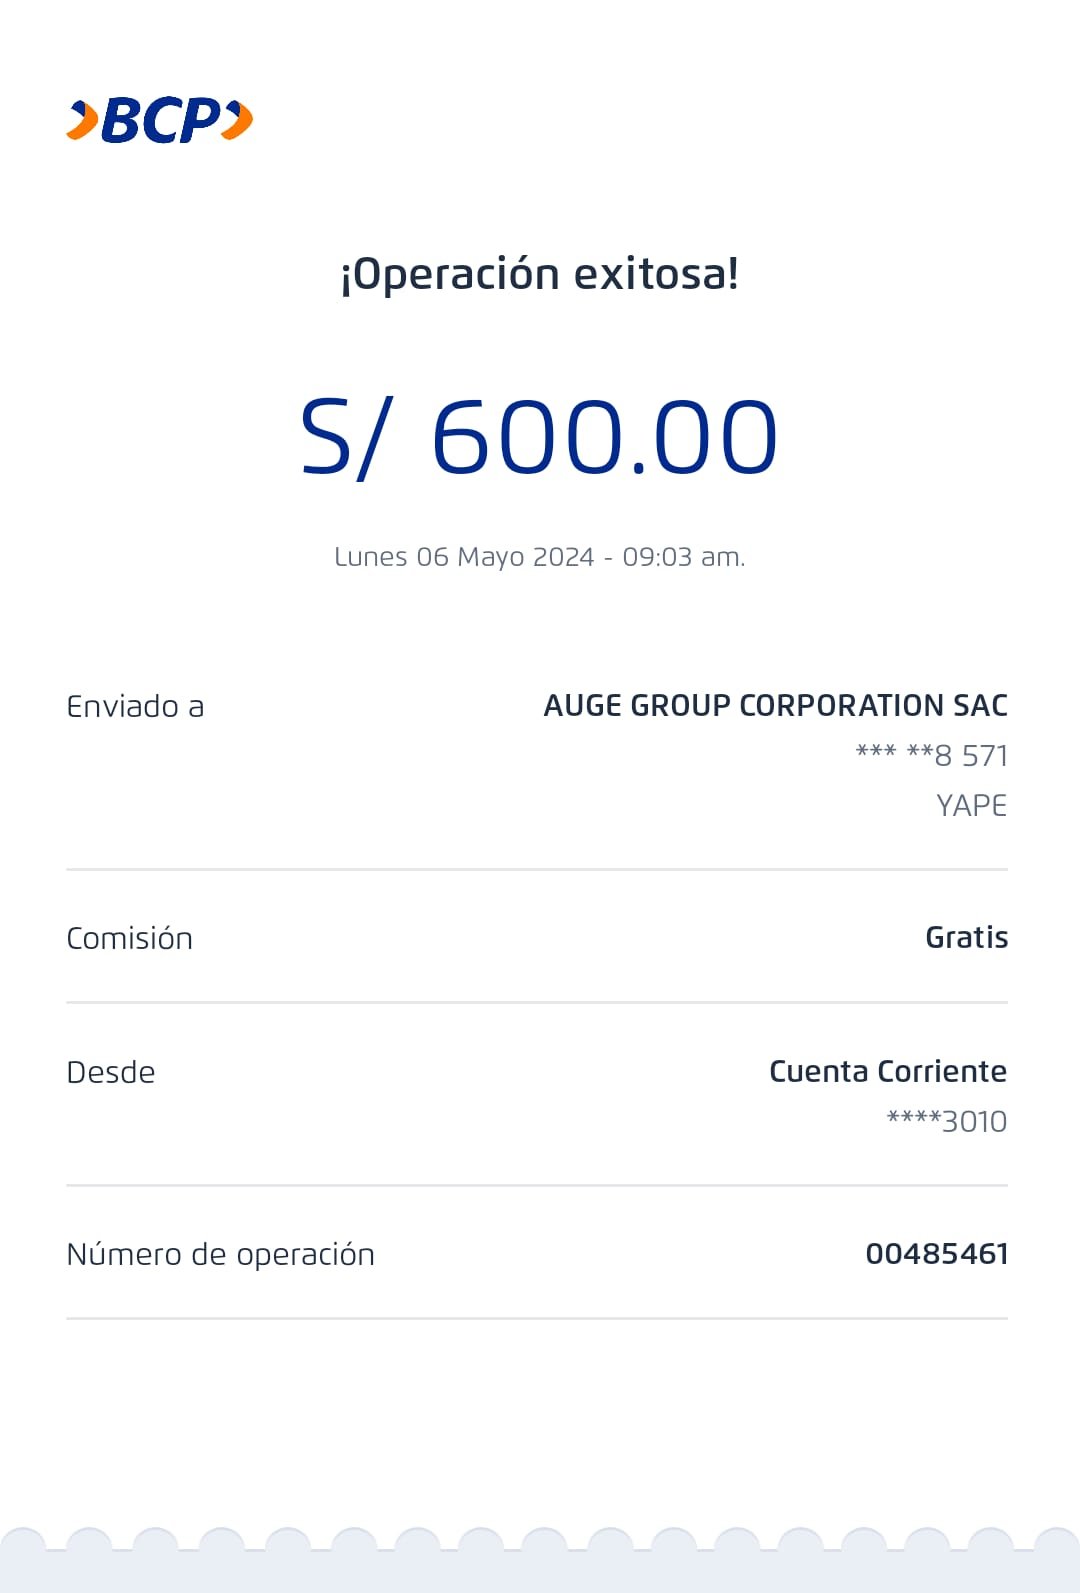 BCP
¡Operación exitosa!
S/ 600.00
Lunes 06 Mayo 2024 - 09:03 am.
Enviado a
AUGE GROUP CORPORATION SAC
*** **8 571
YAPE
Comisión
Gratis
Desde
Cuenta Corriente
****3010
Número de operación
00485461